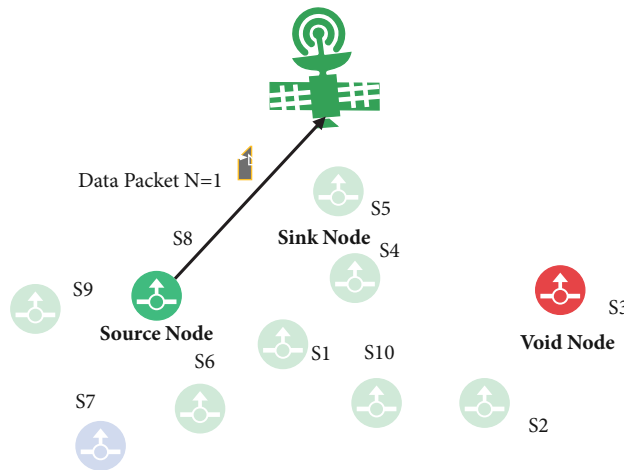 Data Packet N=1
S5
S8
Sink Node
S4
S9
S3
Source Node
Void Node
S1
S10
S6
S7
S2